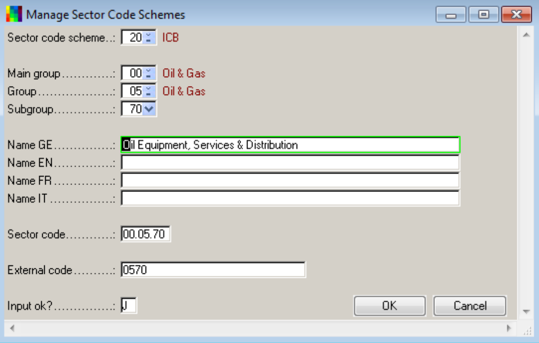 Manage Sector Code Schemes
Sector code scheme..: 20 ICB
Main group.............: 00 Oil & Gas
Group....................: 05 Oil & Gas
Subgroup...............: 70
Name GE...............: Oil Equipment, Services & Distribution
Name EN...............:
Name FR...............:
Name IT................:
Sector code............: 00.05.70
External code.........: 0570
Input ok?...............: J
OK Cancel